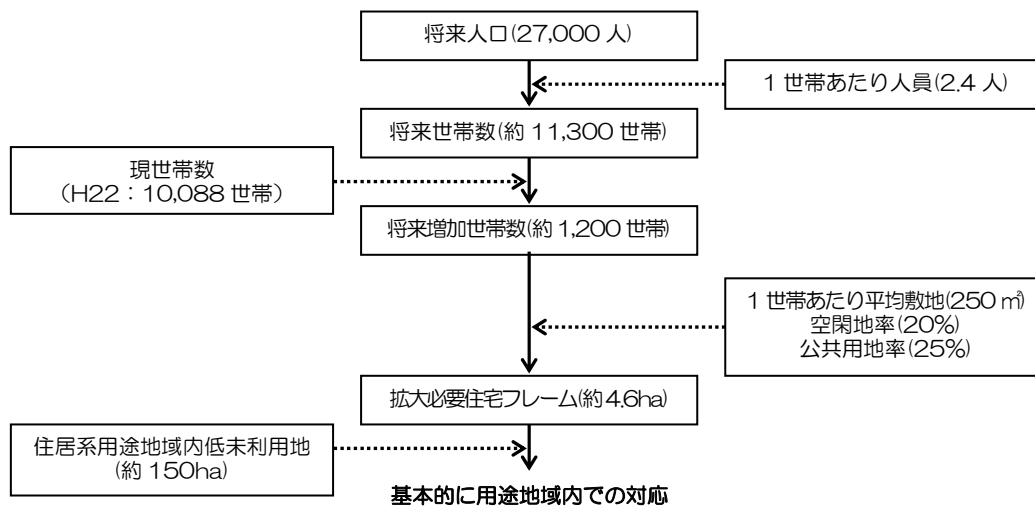 将来人口(27,000 人)
1 世帯あたり人員(2.4 人)
将来世帯数(約 11,300 世帯)
現世帯数
(H22:10,088 世帯)
将来増加世帯数(約 1,200 世帯)
1 世帯あたり平均敷地(250 ㎡)
空閑地率(20%)
公共用地率(25%)
拡大必要住宅フレーム(約 4.6ha)
住居系用途地域内低未利用地
(約 150ha)
基本的に用途地域内での対応